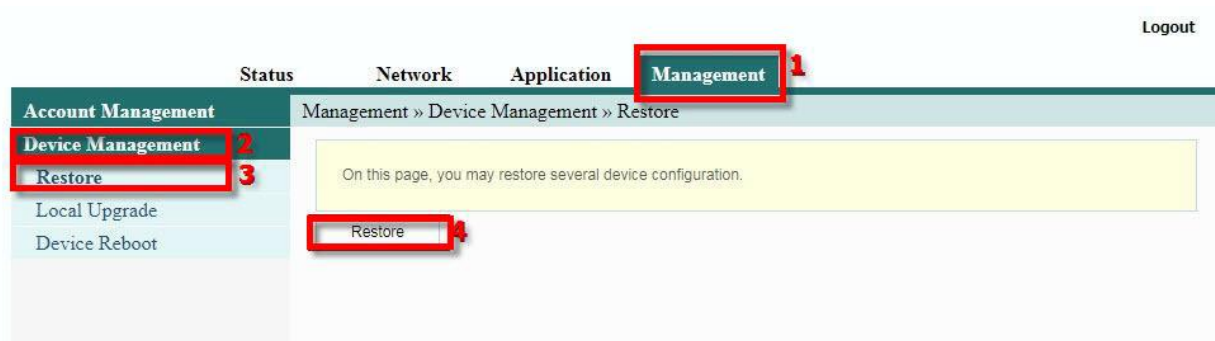 Logout
Status Network Application Management 1
Account Management
Management » Device Management » Restore
Device Management 2
Restore 3
On this page, you may restore several device configuration.
Local Upgrade
Restore 4
Device Reboot